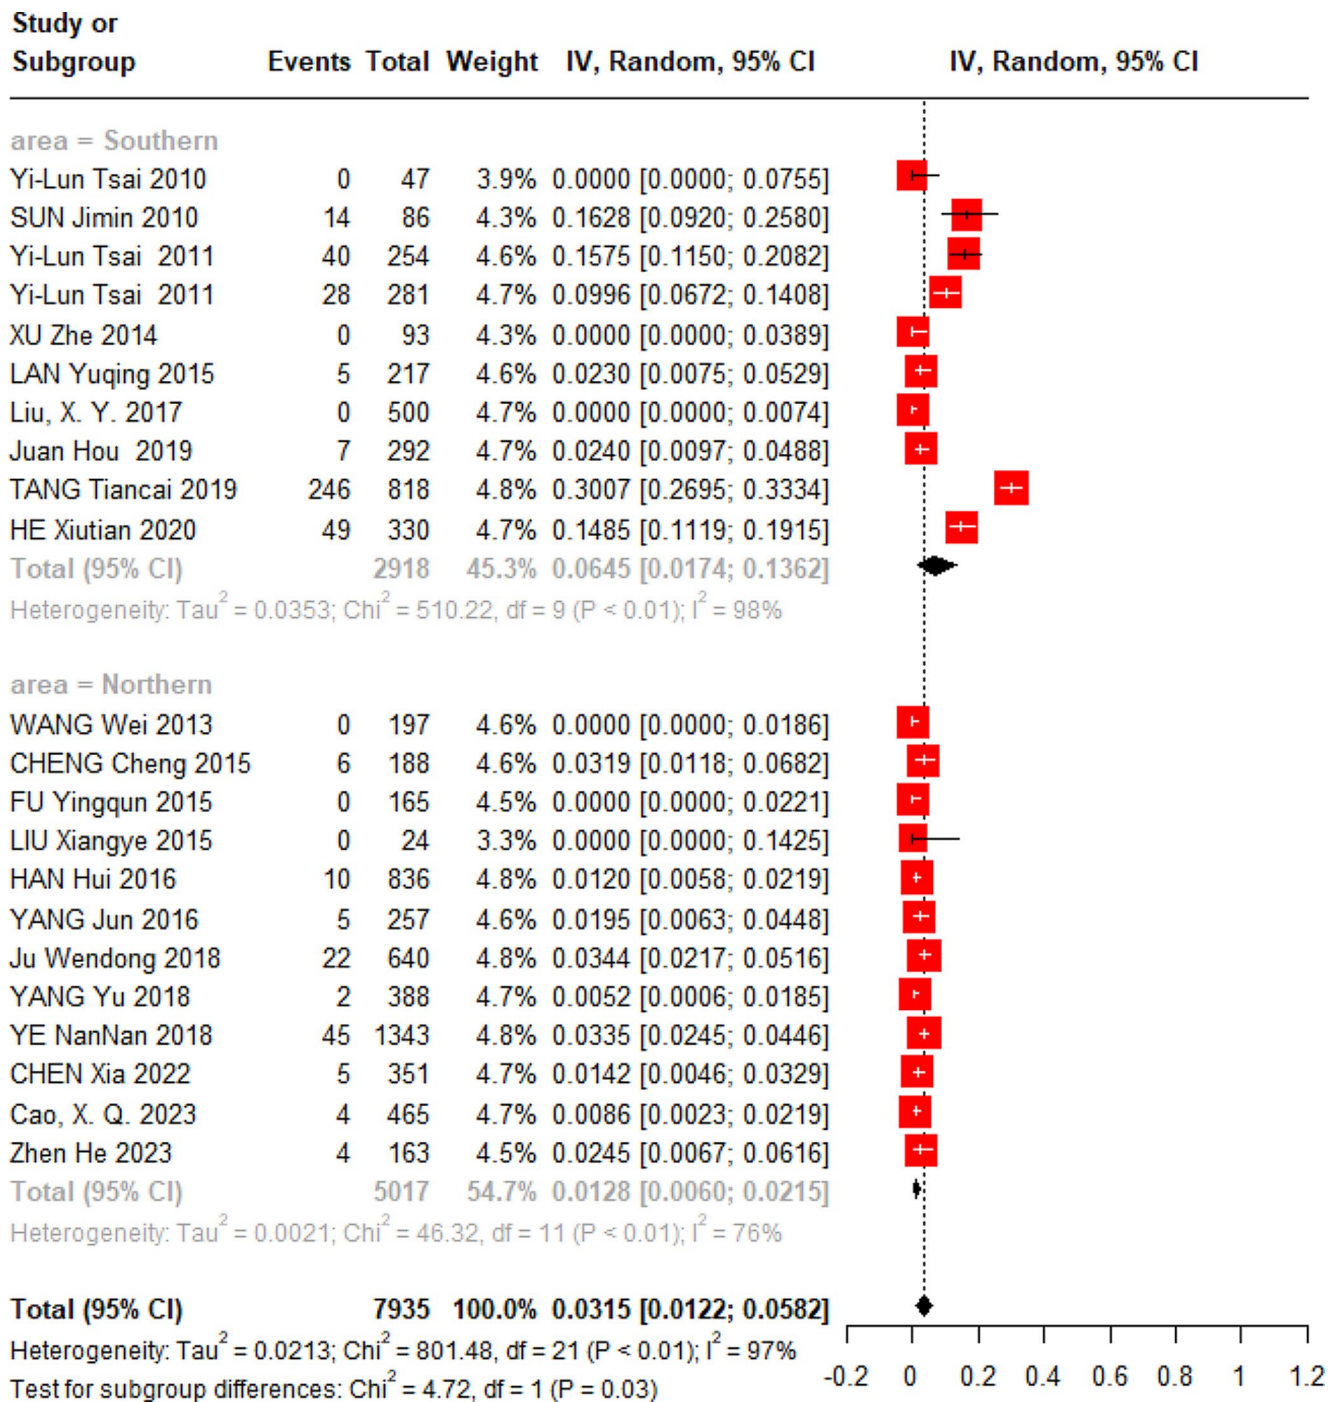 Study or
Subgroup Events Total Weight IV, Random, 95% CI IV, Random, 95% CI
area = Southern
Yi-Lun Tsai 2010 0 47 3.9% 0.0000 [0.0000; 0.0755]
SUN Jimin 2010 14 86 4.3% 0.1628 [0.0920; 0.2580]
Yi-Lun Tsai 2011 40 254 4.6% 0.1575 [0.1150; 0.2082]
Yi-Lun Tsai 2011 28 281 4.7% 0.0996 [0.0672; 0.1408]
XU Zhe 2014 0 93 4.3% 0.0000 [0.0000; 0.0389]
LAN Yuqing 2015 5 217 4.6% 0.0230 [0.0075; 0.0529]
Liu, X. Y. 2017 0 500 4.7% 0.0000 [0.0000; 0.0074]
Juan Hou 2019 7 292 4.7% 0.0240 [0.0097; 0.0488]
TANG Tiancai 2019 246 818 4.8% 0.3007 [0.2695; 0.3334]
HE Xiutian 2020 49 330 4.7% 0.1485 [0.1119; 0.1915]
Total (95% CI) 2918 45.3% 0.0645 [0.0174; 0.1362]
Heterogeneity: Tau² = 0.0353; Chi² = 510.22, df = 9 (P < 0.01); I² = 98%
area = Northern
WANG Wei 2013 0 197 4.6% 0.0000 [0.0000; 0.0186]
CHENG Cheng 2015 6 188 4.6% 0.0319 [0.0118; 0.0682]
FU Yingqun 2015 0 165 4.5% 0.0000 [0.0000; 0.0221]
LIU Xiangye 2015 0 24 3.3% 0.0000 [0.0000; 0.1425]
HAN Hui 2016 10 836 4.8% 0.0120 [0.0058; 0.0219]
YANG Jun 2016 5 257 4.6% 0.0195 [0.0063; 0.0448]
Ju Wendong 2018 22 640 4.8% 0.0344 [0.0217; 0.0516]
YANG Yu 2018 2 388 4.7% 0.0052 [0.0006; 0.0185]
YE NanNan 2018 45 1343 4.8% 0.0335 [0.0245; 0.0446]
CHEN Xia 2022 5 351 4.7% 0.0142 [0.0046; 0.0329]
Cao, X. Q. 2023 4 465 4.7% 0.0086 [0.0023; 0.0219]
Zhen He 2023 4 163 4.5% 0.0245 [0.0067; 0.0616]
Total (95% CI) 5017 54.7% 0.0128 [0.0060; 0.0215]
Heterogeneity: Tau² = 0.0021; Chi² = 46.32, df = 11 (P < 0.01); I² = 76%
Total (95% CI) 7935 100.0% 0.0315 [0.0122; 0.0582]
Heterogeneity: Tau² = 0.0213; Chi² = 801.48, df = 21 (P < 0.01); I² = 97%
Test for subgroup differences: Chi² = 4.72, df = 1 (P = 0.03)
-0.2 0 0.2 0.4 0.6 0.8 1 1.2